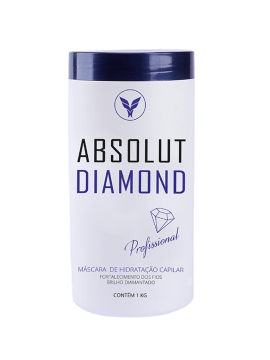 ABSOLUT
DIAMOND
Profissional
MÁSCARA DE HIDRATAÇÃO CAPILAR
FORTALECIMENTO DOS FIOS
BRILHO DIAMANTADO
CONTÉM 1 KG